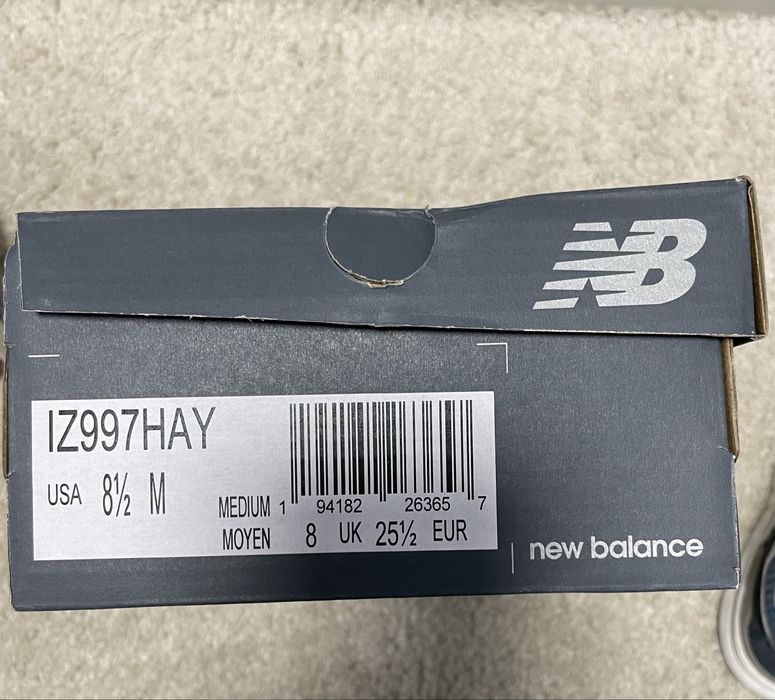 NB
IZ997HAY
USA 8½ M
MEDIUM
MOYEN
1 94182 26365 7
8 UK 25½ EUR
new balance